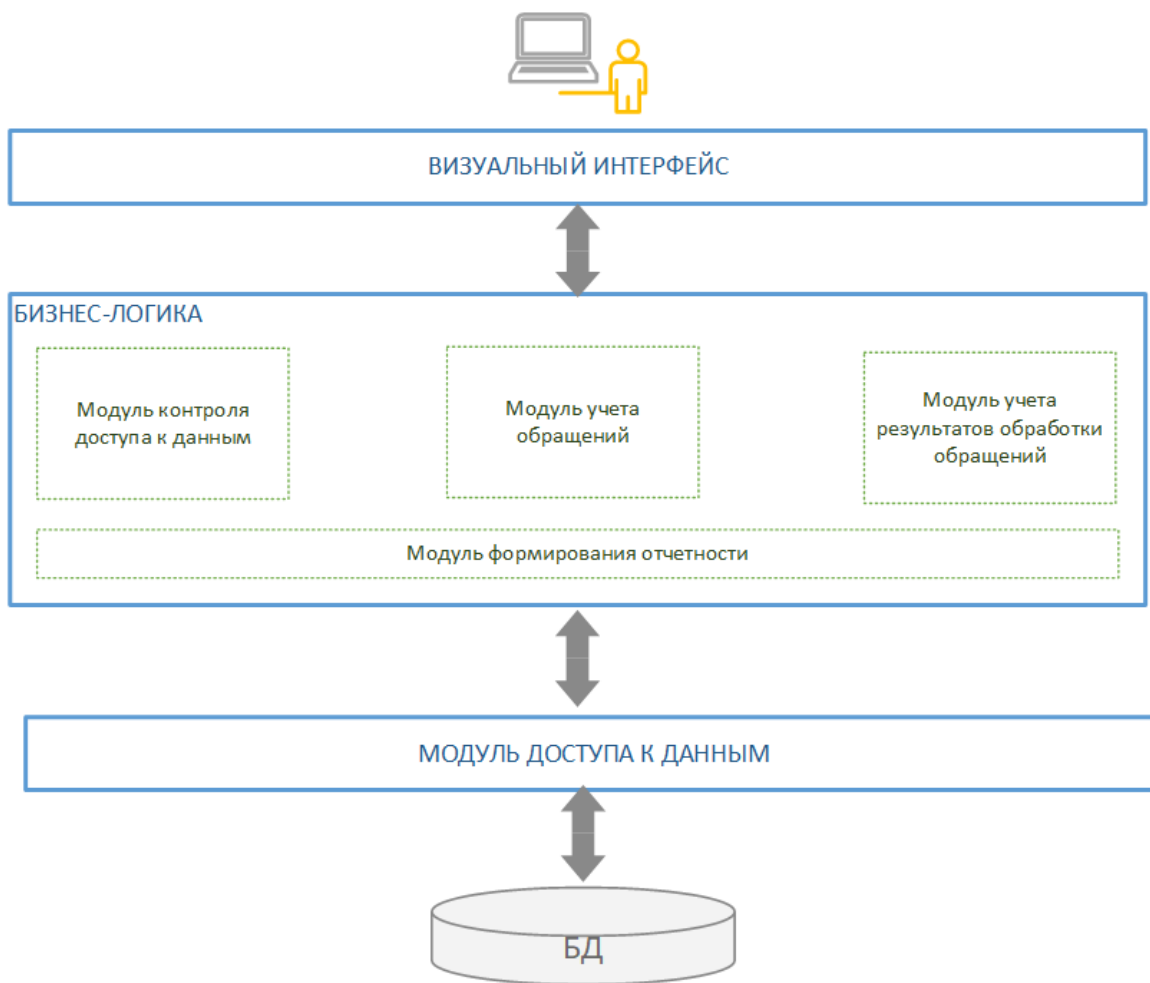 ВИЗУАЛЬНЫЙ ИНТЕРФЕЙС
БИЗНЕС-ЛОГИКА
Модуль контроля
доступа к данным
Модуль учета
обращений
Модуль учета
результатов обработки
обращений
Модуль формирования отчетности
МОДУЛЬ ДОСТУПА К ДАННЫМ
БД